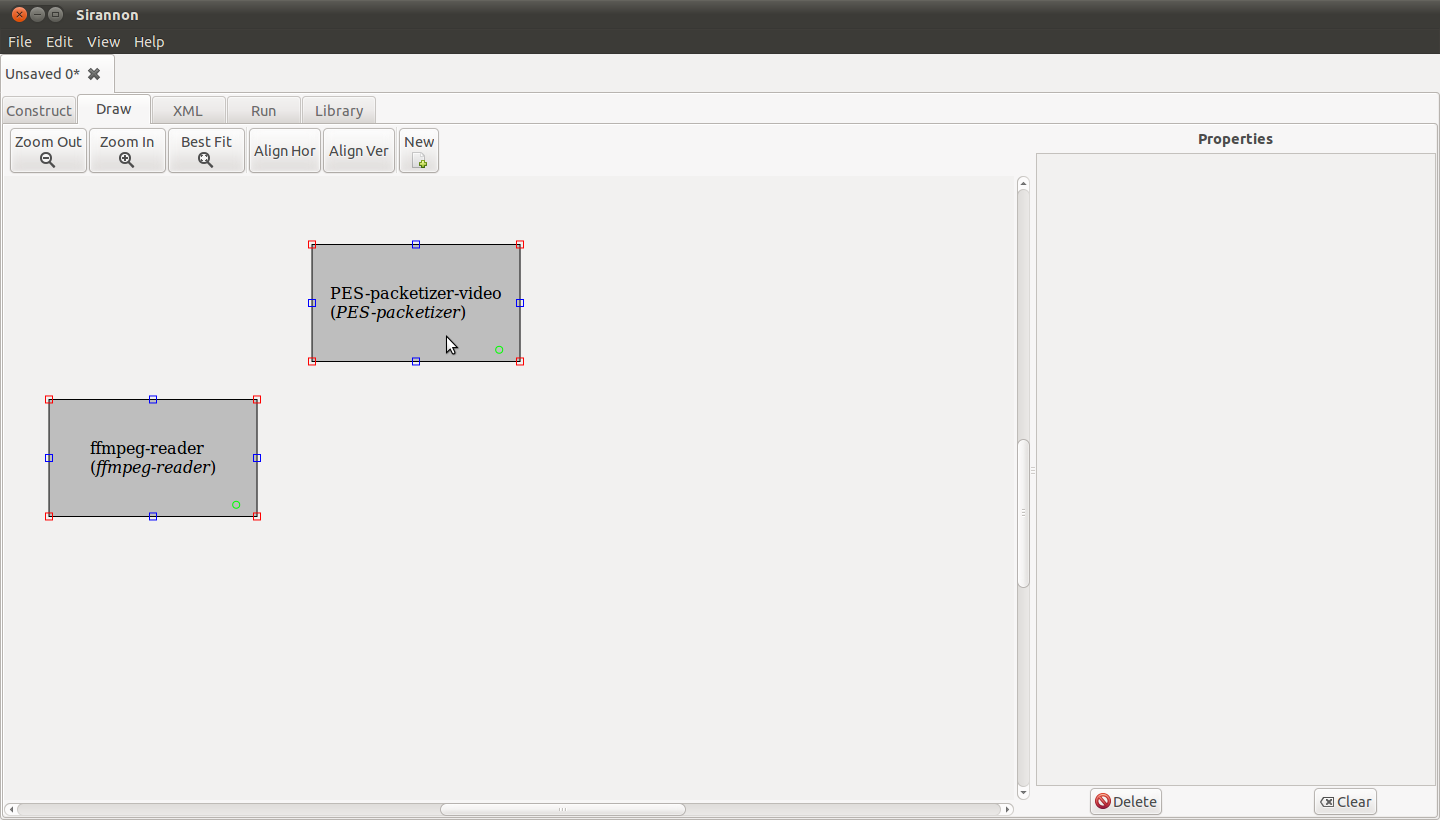 Sirannon
File Edit View Help
Unsaved 0*
Construct Draw XML Run Library
Zoom Out Zoom In Best Fit Align Hor Align Ver New
Properties
PES-packetizer-video
(PES-packetizer)
ffmpeg-reader
(ffmpeg-reader)
Delete Clear